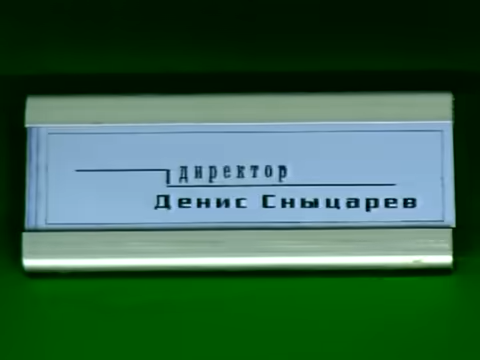 директор
Денис Сныцарев